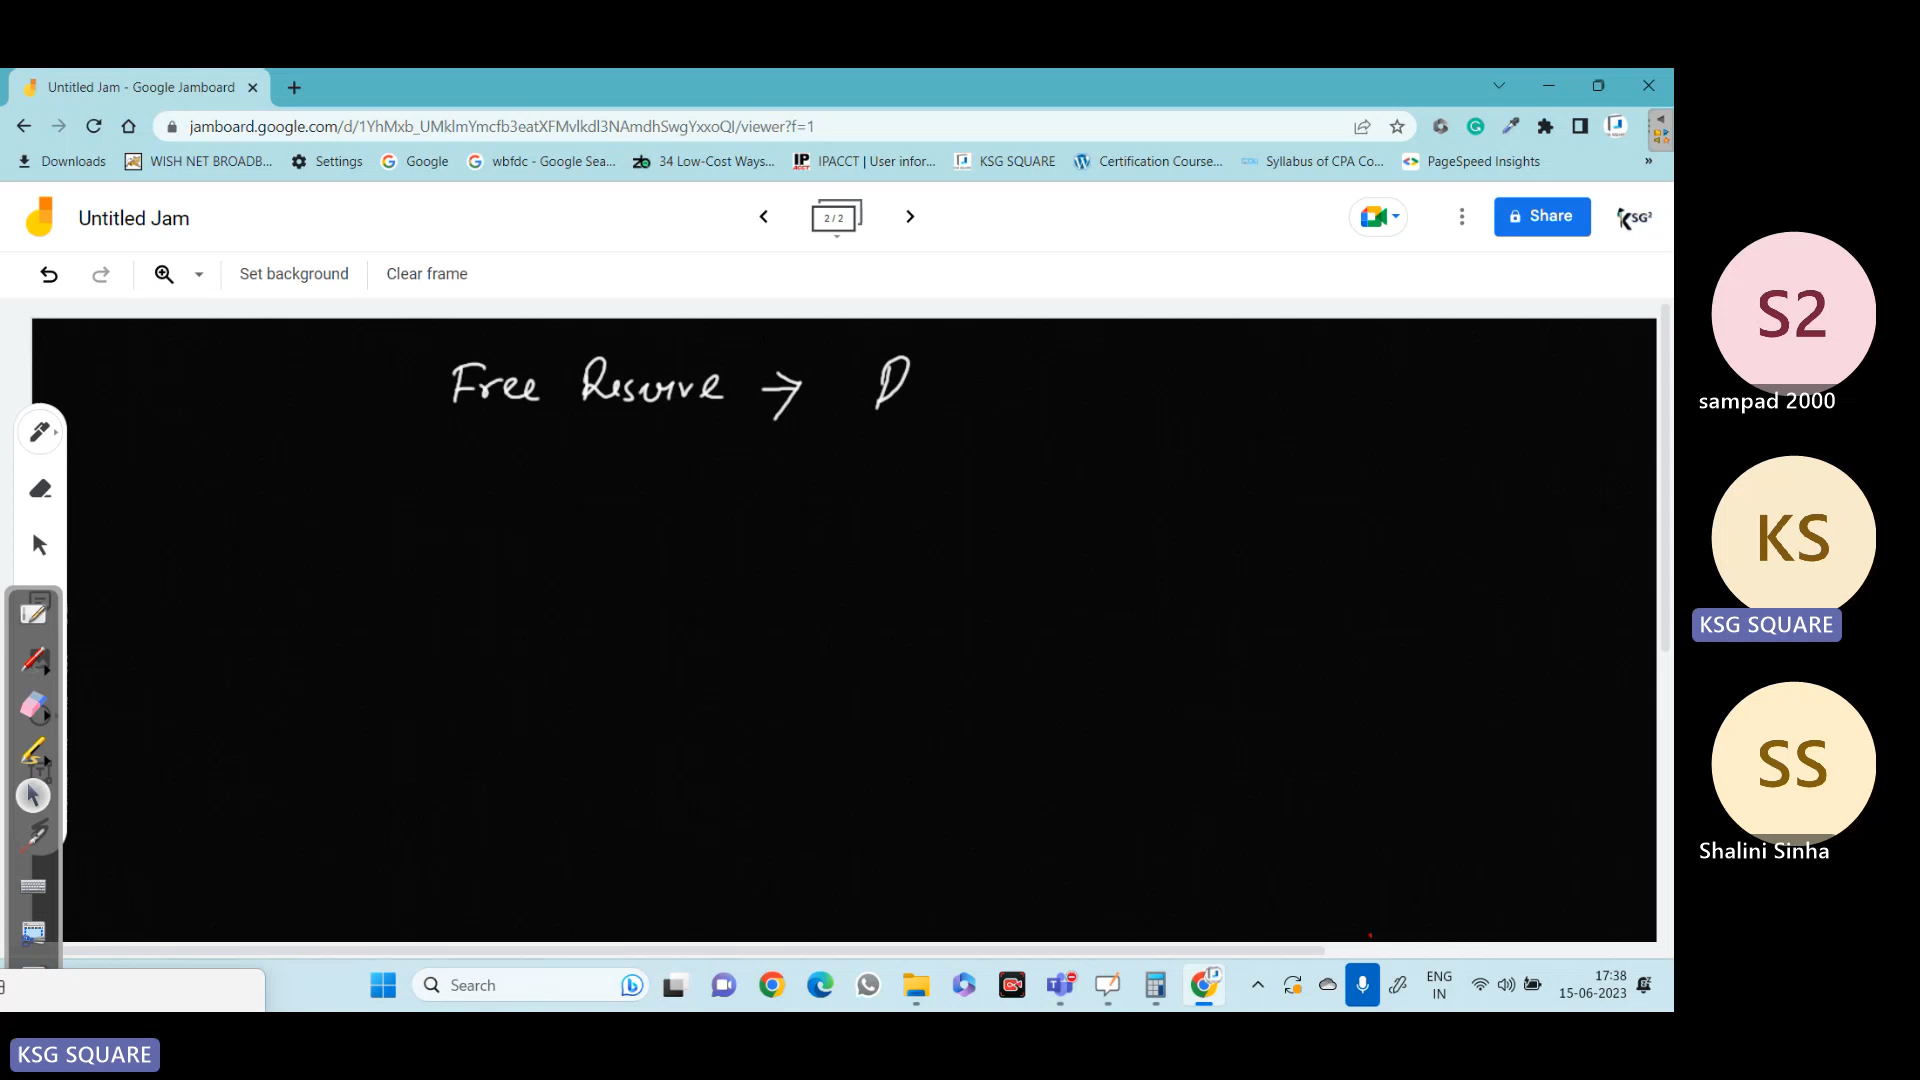 Untitled Jam - Google Jamboard
jamboard.google.com/d/1YhMxb_UMklmYmcfb3eatXFMvlkdl3NAmdhSwgYxxoQI/viewer?f=1
Downloads WISH NET BROADB... Settings Google wbfdc - Google Sea... 34 Low-Cost Ways... IPACCT | User infor... KSG SQUARE Certification Course... Syllabus of CPA Co... PageSpeed Insights »
Untitled Jam 2 / 2 Share KSG²
Set background Clear frame
Free Reserve → D
S2
sampad 2000
KS
KSG SQUARE
SS
Shalini Sinha
Search ENG IN 17:38 15-06-2023
KSG SQUARE